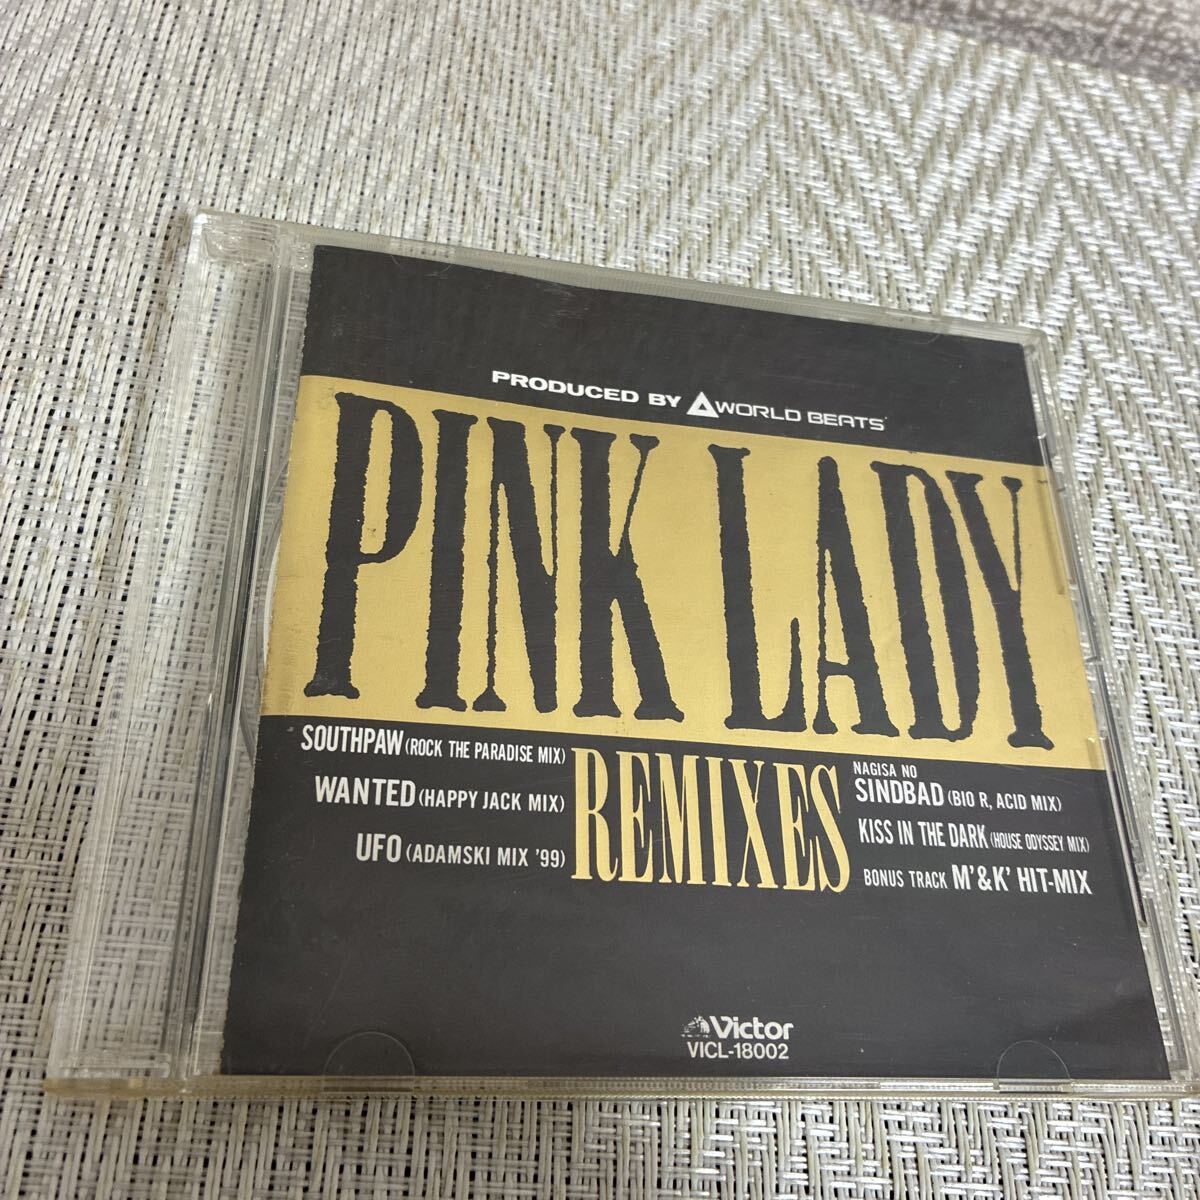 PRODUCED BY WORLD BEATS
PINK LADY
REMIXES
SOUTHPAW (ROCK THE PARADISE MIX)
WANTED (HAPPY JACK MIX)
UFO (ADAMSKI MIX '99)
NAGISA NO
SINDBAD (BIO R, ACID MIX)
KISS IN THE DARK (HOUSE ODYSSEY MIX)
BONUS TRACK M'&K' HIT-MIX
Victor
VICL-18002